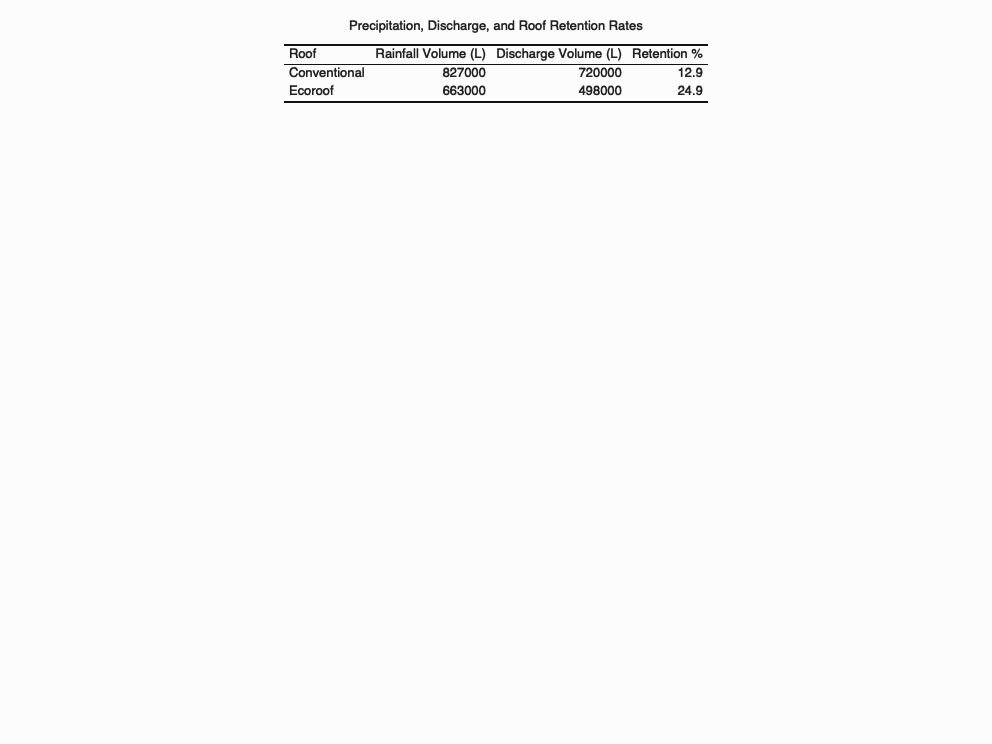 Precipitation, Discharge, and Roof Retention Rates
Roof Rainfall Volume (L) Discharge Volume (L) Retention %
Conventional 827000 720000 12.9
Ecoroof 663000 498000 24.9